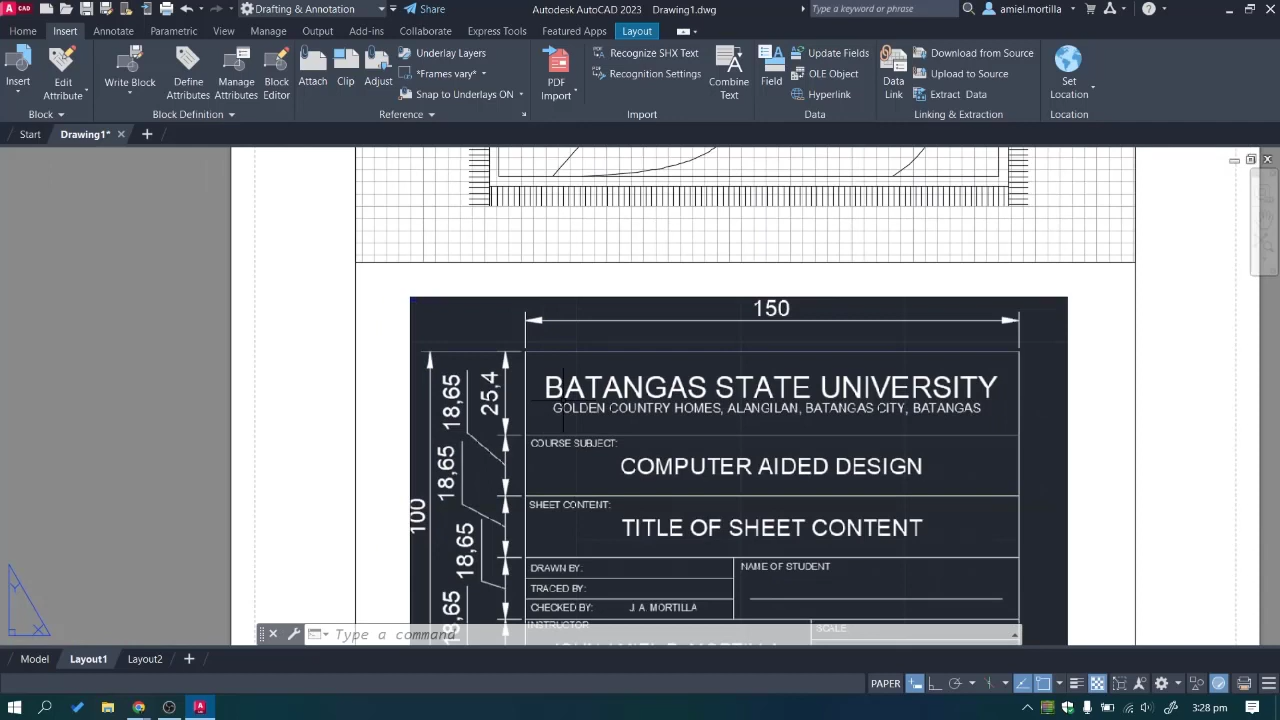 Drafting & Annotation
Share
Autodesk AutoCAD 2023 Drawing1.dwg
Type a keyword or phrase
amiel.mortilla
Home Insert Annotate Parametric View Manage Output Add-ins Collaborate Express Tools Featured Apps Layout
Insert
Edit Attribute
Write Block
Define Attributes
Manage Attributes
Block Editor
Attach
Clip
Adjust
Underlay Layers
*Frames vary*
Snap to Underlays ON
PDF Import
Recognize SHX Text
Recognition Settings
Combine Text
Field
Update Fields
OLE Object
Hyperlink
Data Link
Download from Source
Upload to Source
Extract Data
Set Location
Block
Block Definition
Reference
Import
Data
Linking & Extraction
Location
Start Drawing1*
150
100
18,65
25,4
18,65
18,65
18,65
BATANGAS STATE UNIVERSITY
GOLDEN COUNTRY HOMES, ALANGILAN, BATANGAS CITY, BATANGAS
COURSE SUBJECT:
COMPUTER AIDED DESIGN
SHEET CONTENT:
TITLE OF SHEET CONTENT
DRAWN BY:
NAME OF STUDENT
TRACED BY:
CHECKED BY: J. A. MORTILLA
INSTRUCTOR
SCALE
Type a command
Y
X
Model Layout1 Layout2
PAPER
3:28 pm